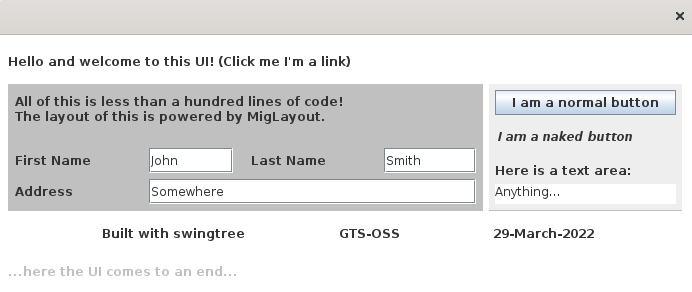 Hello and welcome to this UI! (Click me I'm a link)
All of this is less than a hundred lines of code!
The layout of this is powered by MigLayout.
First Name John Last Name Smith
Address Somewhere
I am a normal button
I am a naked button
Here is a text area:
Anything...
Built with swingtree GTS-OSS 29-March-2022
...here the UI comes to an end...